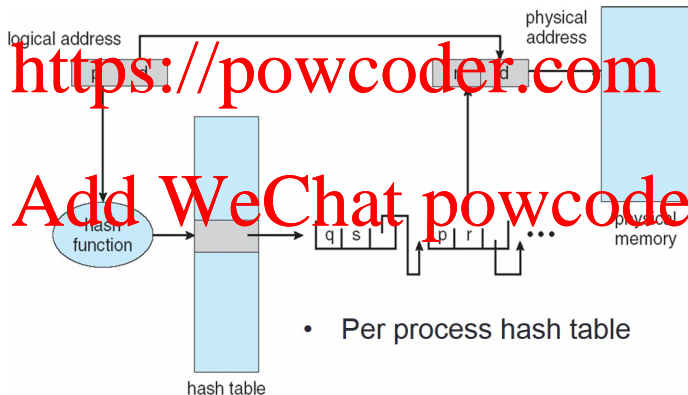 logical address
physical
address
https://powcoder.com
p d
r d
Add WeChat powcode
hash
function
q s
p r
•••
physical
memory
• Per process hash table
hash table